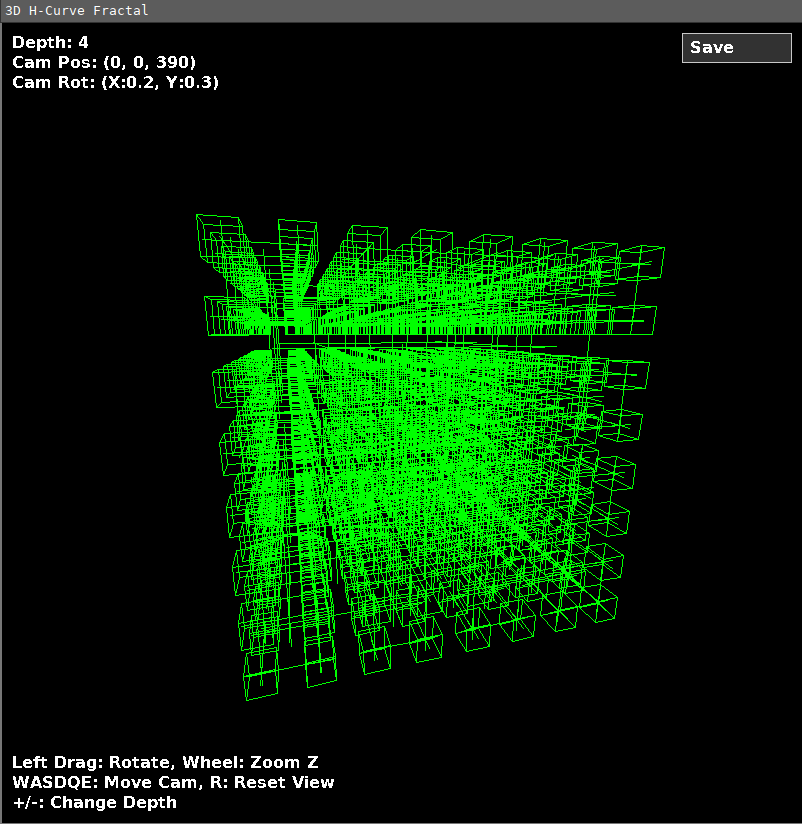 3D H-Curve Fractal
Depth: 4
Cam Pos: (0, 0, 390)
Cam Rot: (X:0.2, Y:0.3)
Save
Left Drag: Rotate, Wheel: Zoom Z
WASDQE: Move Cam, R: Reset View
+/-: Change Depth